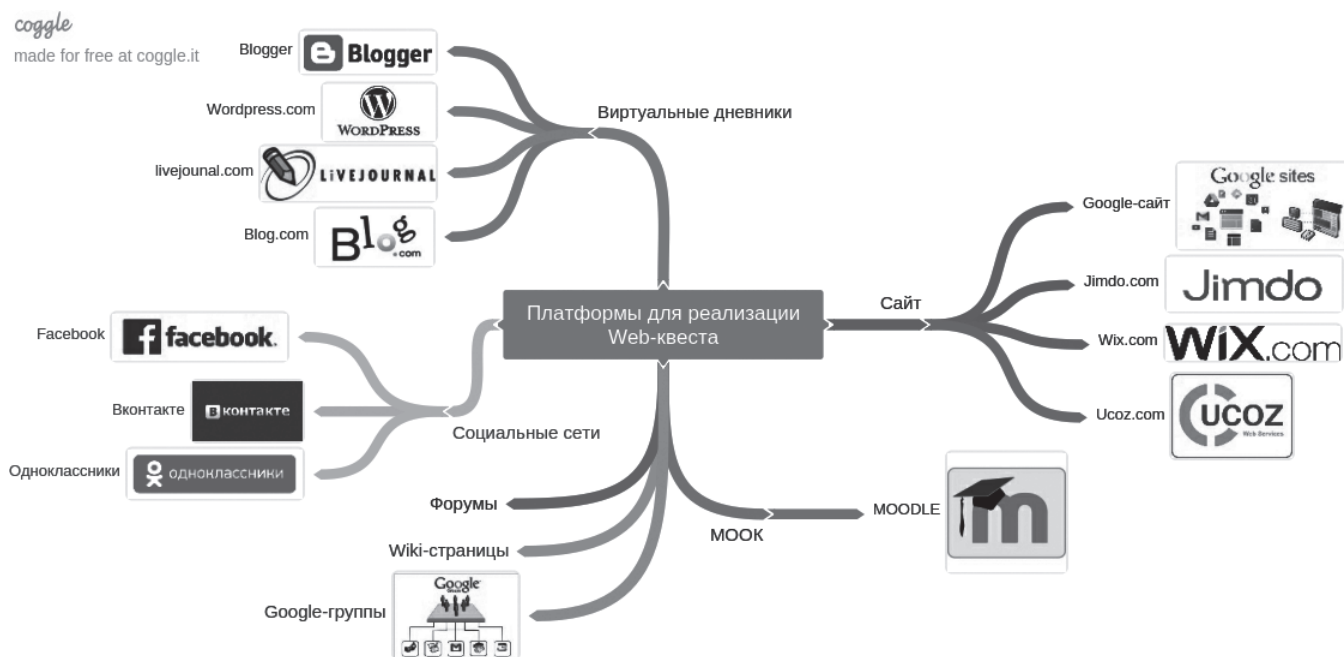 coggle
made for free at coggle.it
Blogger
Blogger
Wordpress.com
WORDPRESS
livejounal.com
LiVEJOURNAL
Blog.com
Blog
.com
Виртуальные дневники
Платформы для реализации
Web-квеста
Сайт
Google-сайт
Google sites
Jimdo.com
Jimdo
Wix.com
WiX.com
Ucoz.com
UCOZ
Web Services
Facebook
facebook.
Вконтакте
В контакте
Одноклассники
одноклассники
Социальные сети
Форумы
Wiki-страницы
Google-группы
Google
МООК
MOODLE
m